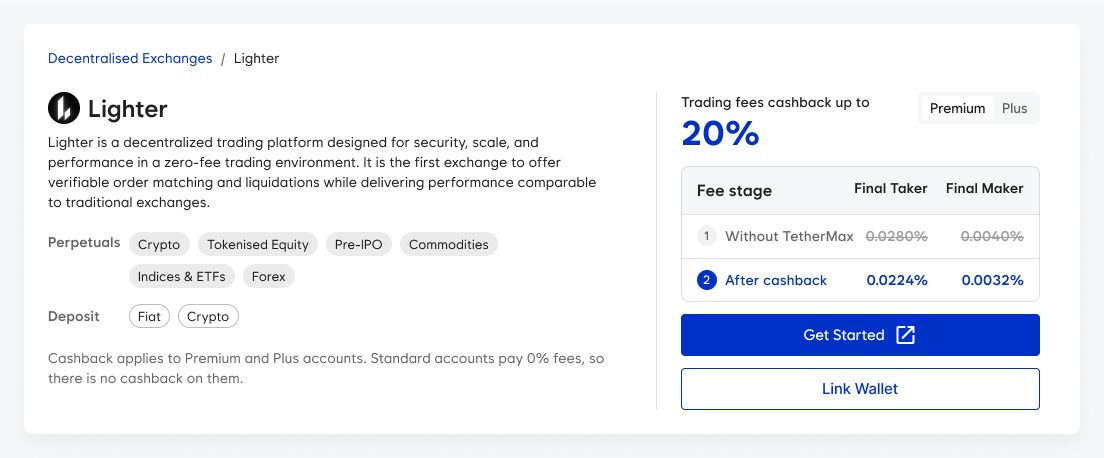 Decentralised Exchanges / Lighter
Lighter
Lighter is a decentralized trading platform designed for security, scale, and
performance in a zero-fee trading environment. It is the first exchange to offer
verifiable order matching and liquidations while delivering performance comparable
to traditional exchanges.
Perpetuals Crypto Tokenised Equity Pre-IPO Commodities
Indices & ETFs Forex
Deposit Fiat Crypto
Cashback applies to Premium and Plus accounts. Standard accounts pay 0% fees, so
there is no cashback on them.
Trading fees cashback up to
20%
Premium Plus
Fee stage Final Taker Final Maker
1 Without TetherMax 0.0280% 0.0040%
2 After cashback 0.0224% 0.0032%
Get Started
Link Wallet